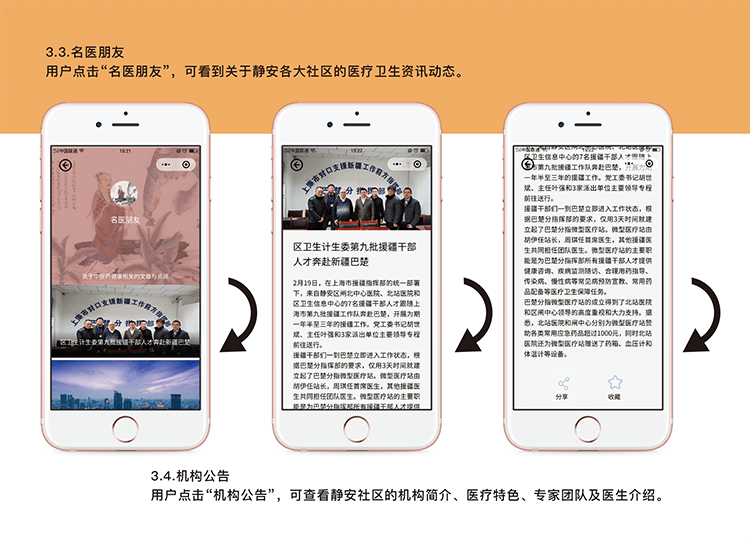 3.3.名医朋友
用户点击“名医朋友”，可看到关于静安各大社区的医疗卫生资讯动态。
中国联通
15:21
名医朋友
关于中医药健康相关的文章与资讯
上海市对口支援新疆工作前方指挥部
分指
区卫生计生委第九批援疆干部人才奔赴新疆巴楚
中国联通
15:22
上海市对口支援新疆工作前方指挥部
分指挥部
区卫生计生委第九批援疆干部
人才奔赴新疆巴楚
2月19日，在上海市援疆指挥部的统一部署
下，来自静安区闸北中心医院、北站医院和
区卫生信息中心的7名援疆干部人才跟随上
海市第九批援疆工作队奔赴巴楚，开展为期
一年半至三年的援疆工作。党工委书记胡世
斌、主任叶强和3家派出单位主要领导专程
前往送行。
援疆干部们一到巴楚立即进入工作状态，根
据巴楚分指挥部的要求，仅用3天时间就建
立起了巴楚分指微型医疗站。微型医疗站由
胡伊任站长，周琪任首席医生，其他援疆医
生共同担任团队医生。微型医疗站的主要职
能是为巴楚分指挥部所有援疆干部人才提供
中国联通
区卫生信息中心的7名援疆干部人才跟随上
海市第九批援疆工作队奔赴巴楚，开展为期
一年半至三年的援疆工作。党工委书记胡世
斌、主任叶强和3家派出单位主要领导专程
前往送行。
援疆干部们一到巴楚立即进入工作状态，根
据巴楚分指挥部的要求，仅用3天时间就建
立起了巴楚分指微型医疗站。微型医疗站由
胡伊任站长，周琪任首席医生，其他援疆医
生共同担任团队医生。微型医疗站的主要职
能是为巴楚分指挥部所有援疆干部人才提供
健康咨询、疾病监测随访、合理用药指导、
传染病、慢性病等常见病预防宣教、常用药
品配备等医疗卫生保障任务。
巴楚分指微型医疗站的成立得到了北站医院
和区闸中心领导的高度重视和大力支持。据
悉，北站医院和闸中心分别为微型医疗站赞
助各类常用应急药品超过1000元，同时北站
医院还为微型医疗站赠送了药箱、血压计和
体温计等设备。
分享
收藏
3.4.机构公告
用户点击“机构公告”，可查看静安社区的机构简介、医疗特色、专家团队及医生介绍。